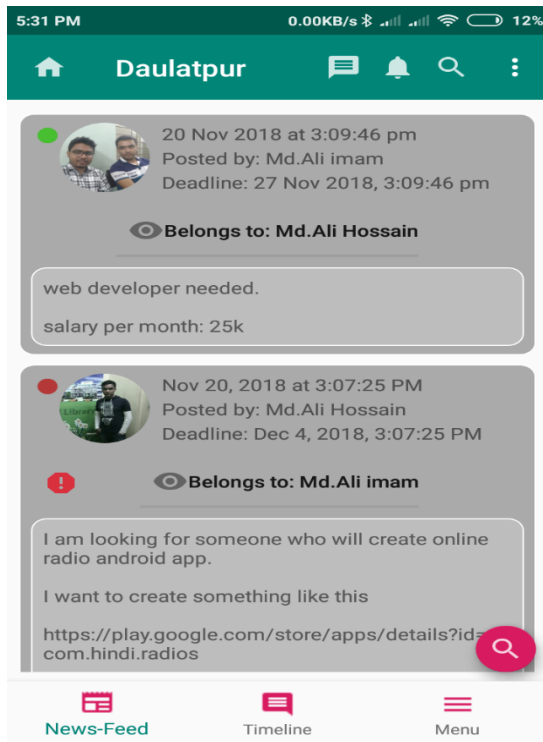 5:31 PM 0.00KB/s 12%
Daulatpur
20 Nov 2018 at 3:09:46 pm
Posted by: Md.Ali imam
Deadline: 27 Nov 2018, 3:09:46 pm
Belongs to: Md.Ali Hossain
web developer needed.
salary per month: 25k
Library
Nov 20, 2018 at 3:07:25 PM
Posted by: Md.Ali Hossain
Deadline: Dec 4, 2018, 3:07:25 PM
Belongs to: Md.Ali imam
I am looking for someone who will create online
radio android app.
I want to create something like this
https://play.google.com/store/apps/details?id=
com.hindi.radios
News-Feed Timeline Menu